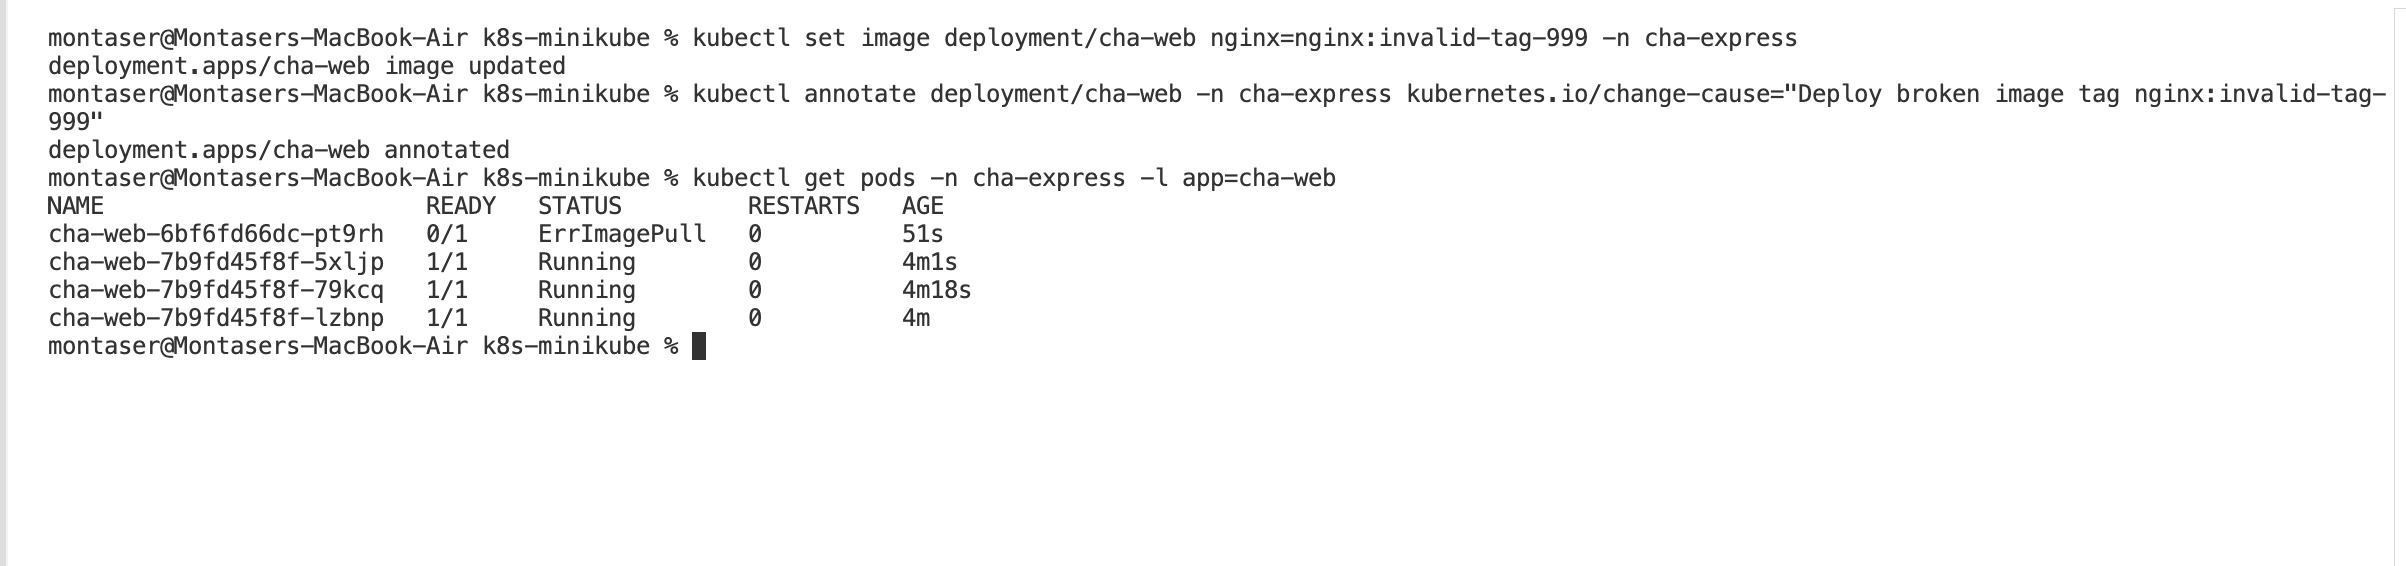 montaser@Montasers-MacBook-Air k8s-minikube % kubectl set image deployment/cha-web nginx=nginx:invalid-tag-999 -n cha-express
deployment.apps/cha-web image updated
montaser@Montasers-MacBook-Air k8s-minikube % kubectl annotate deployment/cha-web -n cha-express kubernetes.io/change-cause="Deploy broken image tag nginx:invalid-tag-
999"
deployment.apps/cha-web annotated
montaser@Montasers-MacBook-Air k8s-minikube % kubectl get pods -n cha-express -l app=cha-web
NAME                       READY   STATUS         RESTARTS   AGE
cha-web-6bf6fd66dc-pt9rh   0/1     ErrImagePull   0          51s
cha-web-7b9fd45f8f-5xljp   1/1     Running        0          4m1s
cha-web-7b9fd45f8f-79kcq   1/1     Running        0          4m18s
cha-web-7b9fd45f8f-lzbnp   1/1     Running        0          4m
montaser@Montasers-MacBook-Air k8s-minikube %